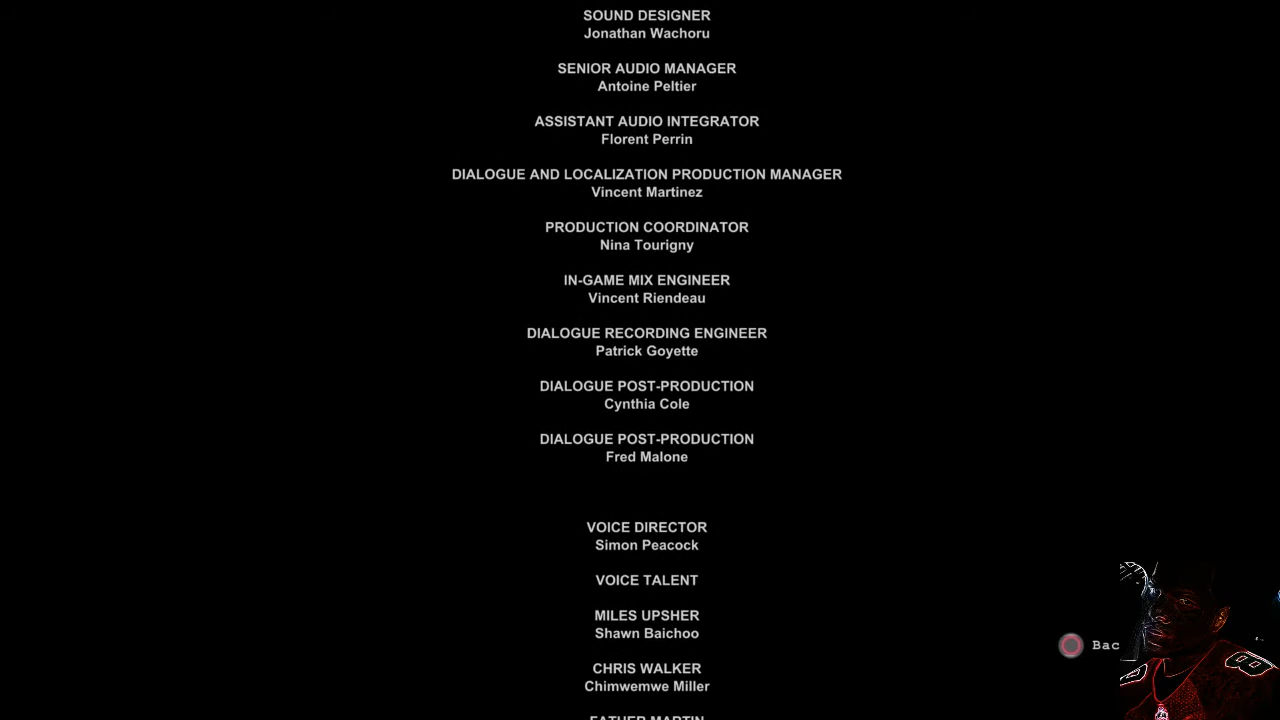 SOUND DESIGNER
Jonathan Wachoru
SENIOR AUDIO MANAGER
Antoine Peltier
ASSISTANT AUDIO INTEGRATOR
Florent Perrin
DIALOGUE AND LOCALIZATION PRODUCTION MANAGER
Vincent Martinez
PRODUCTION COORDINATOR
Nina Tourigny
IN-GAME MIX ENGINEER
Vincent Riendeau
DIALOGUE RECORDING ENGINEER
Patrick Goyette
DIALOGUE POST-PRODUCTION
Cynthia Cole
DIALOGUE POST-PRODUCTION
Fred Malone
VOICE DIRECTOR
Simon Peacock
VOICE TALENT
MILES UPSHER
Shawn Baichoo
Bac
CHRIS WALKER
Chimwemwe Miller
FATHER MARTIN